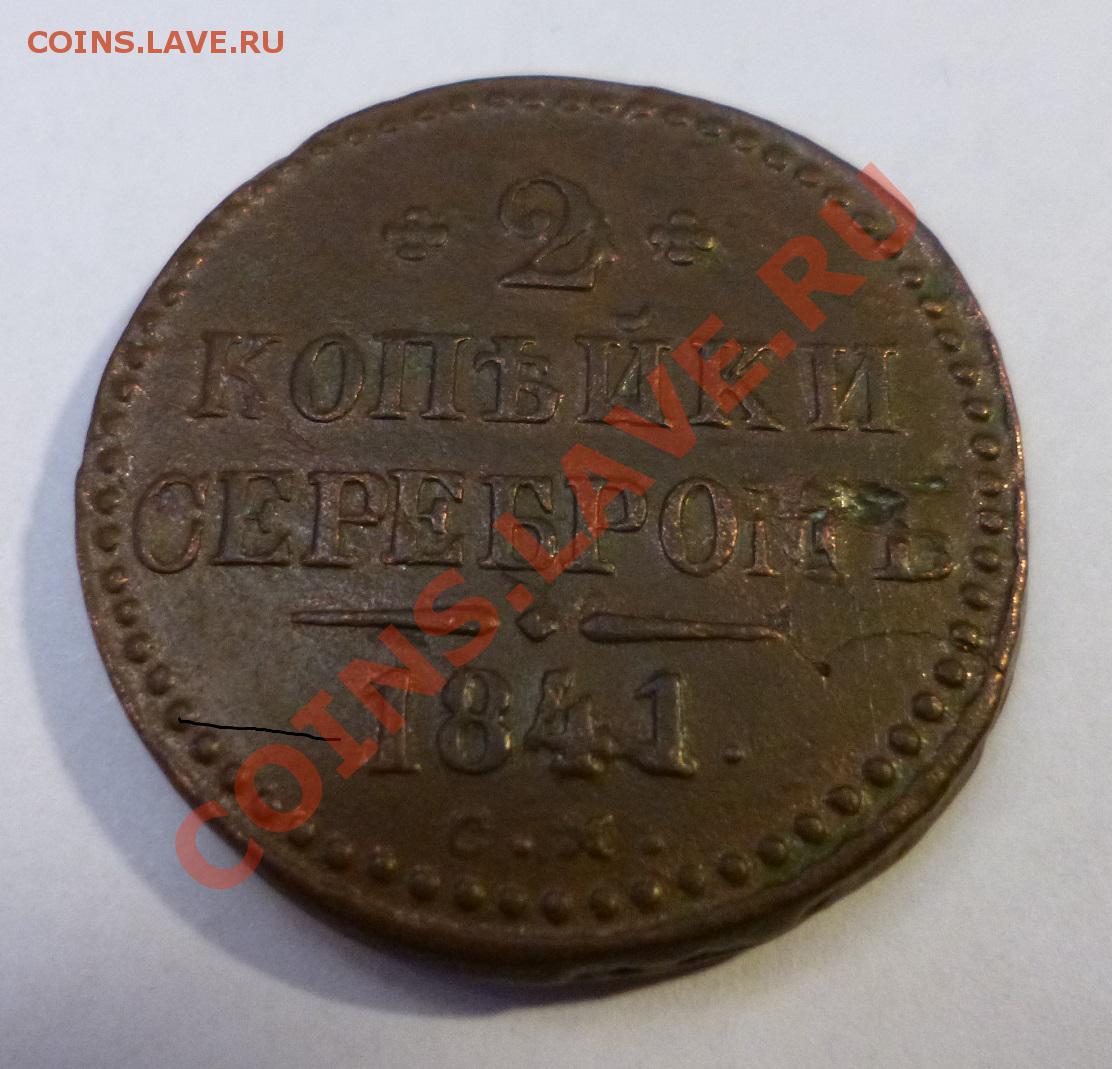 COINS.LAVE.RU
2
КОПѢЙКИ
СЕРЕБРОМЪ
1841.
С.М.
COINS.LAVE.RU